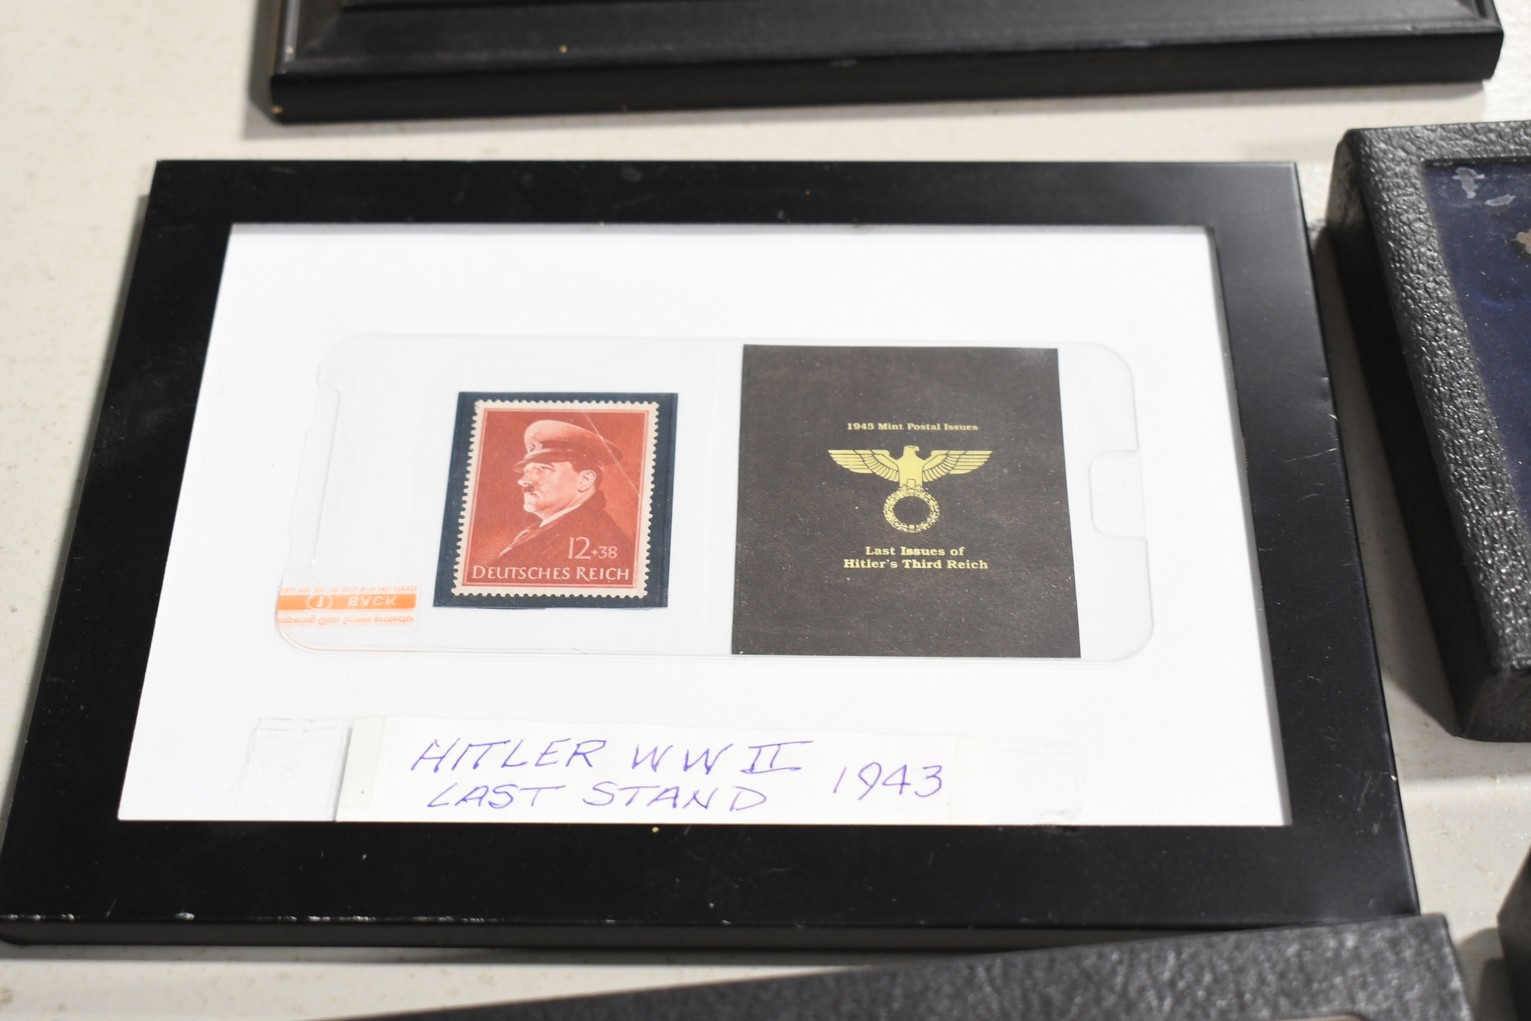 12+38
DEUTSCHES REICH
1945 Mint Postal Issues
Last Issues of
Hitler's Third Reich
BACK
HITLER WW II
LAST STAND 1943